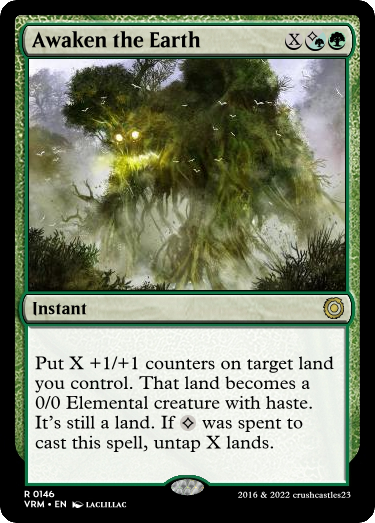 Awaken the Earth X
Instant
Put X +1/+1 counters on target land
you control. That land becomes a
0/0 Elemental creature with haste.
It's still a land. If was spent to
cast this spell, untap X lands.
R 0146
VRM • EN LACLILLAC
2016 & 2022 crushcastles23